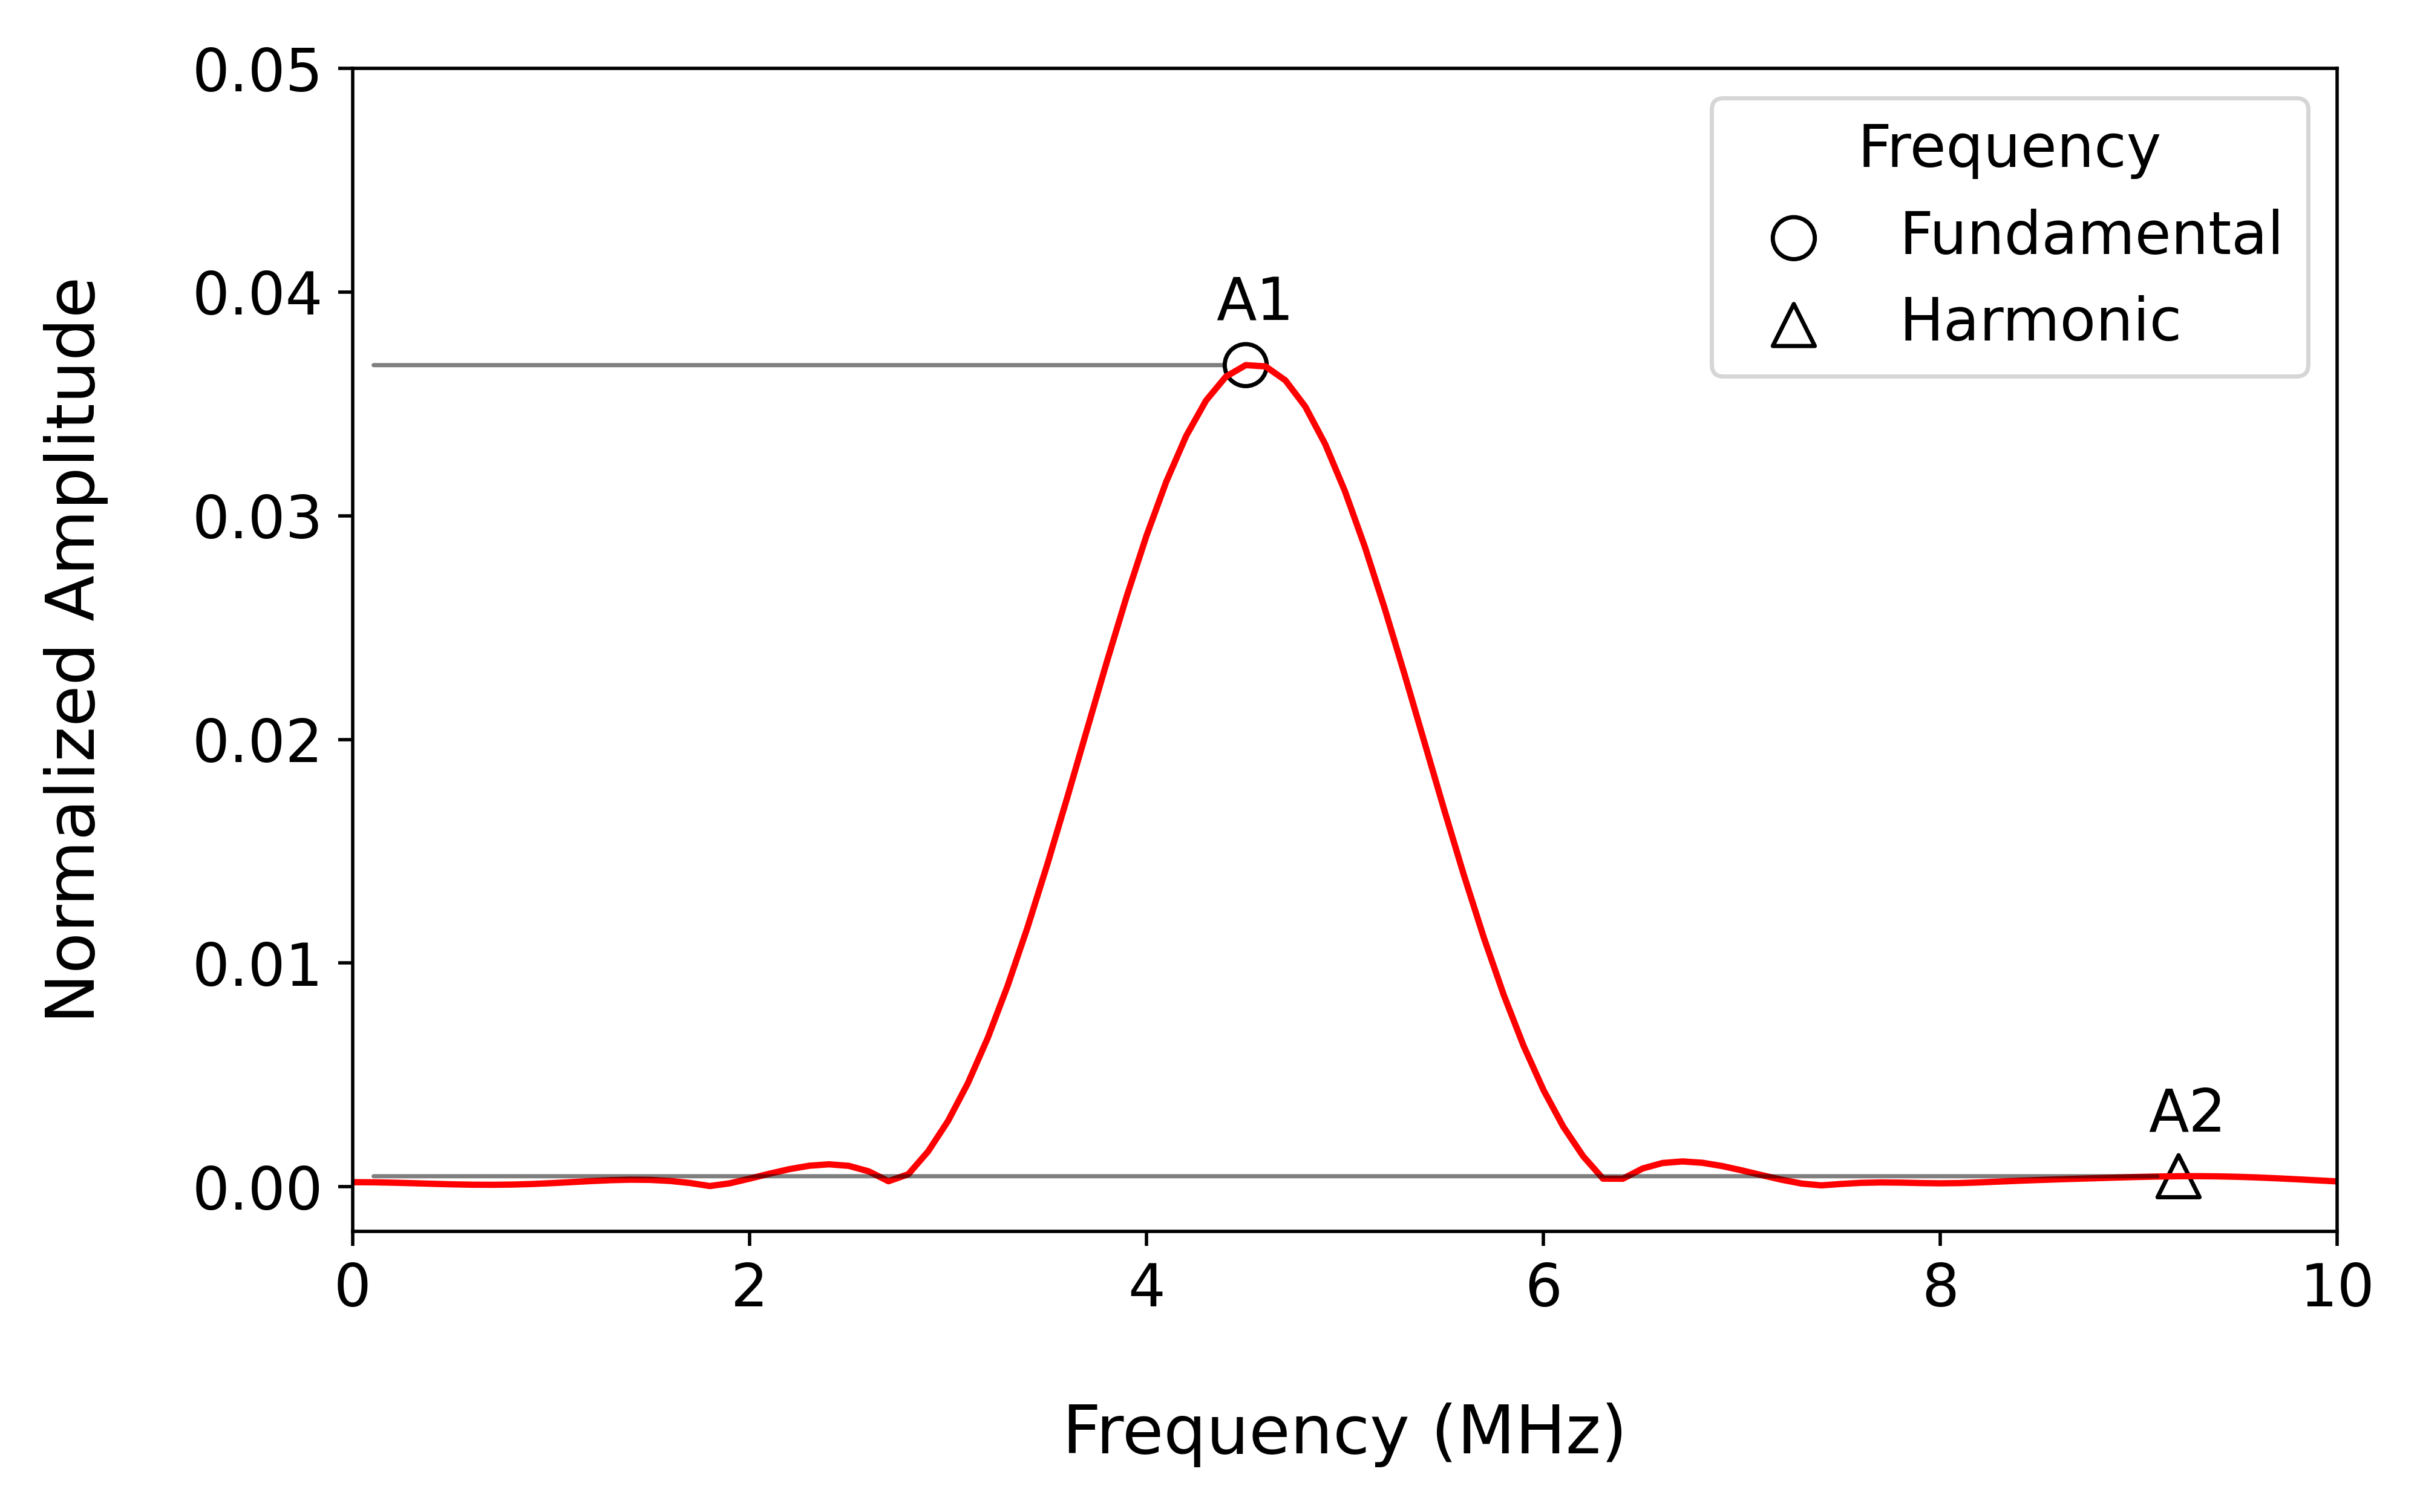 0.05
0.04
0.03
0.02
0.01
0.00
Normalized Amplitude
A1
A2
Frequency
Fundamental
Harmonic
0 2 4 6 8 10
Frequency (MHz)